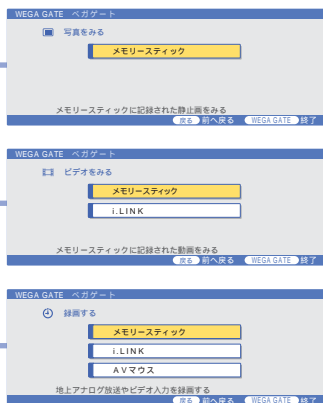 WEGA GATE ベガゲート
写真をみる
メモリースティック
メモリースティックに記録された静止画をみる
戻る 前へ戻る WEGA GATE 終了
WEGA GATE ベガゲート
ビデオをみる
メモリースティック
i.LINK
メモリースティックに記録された動画をみる
戻る 前へ戻る WEGA GATE 終了
WEGA GATE ベガゲート
録画する
メモリースティック
i.LINK
AVマウス
地上アナログ放送やビデオ入力を録画する
戻る 前へ戻る WEGA GATE 終了